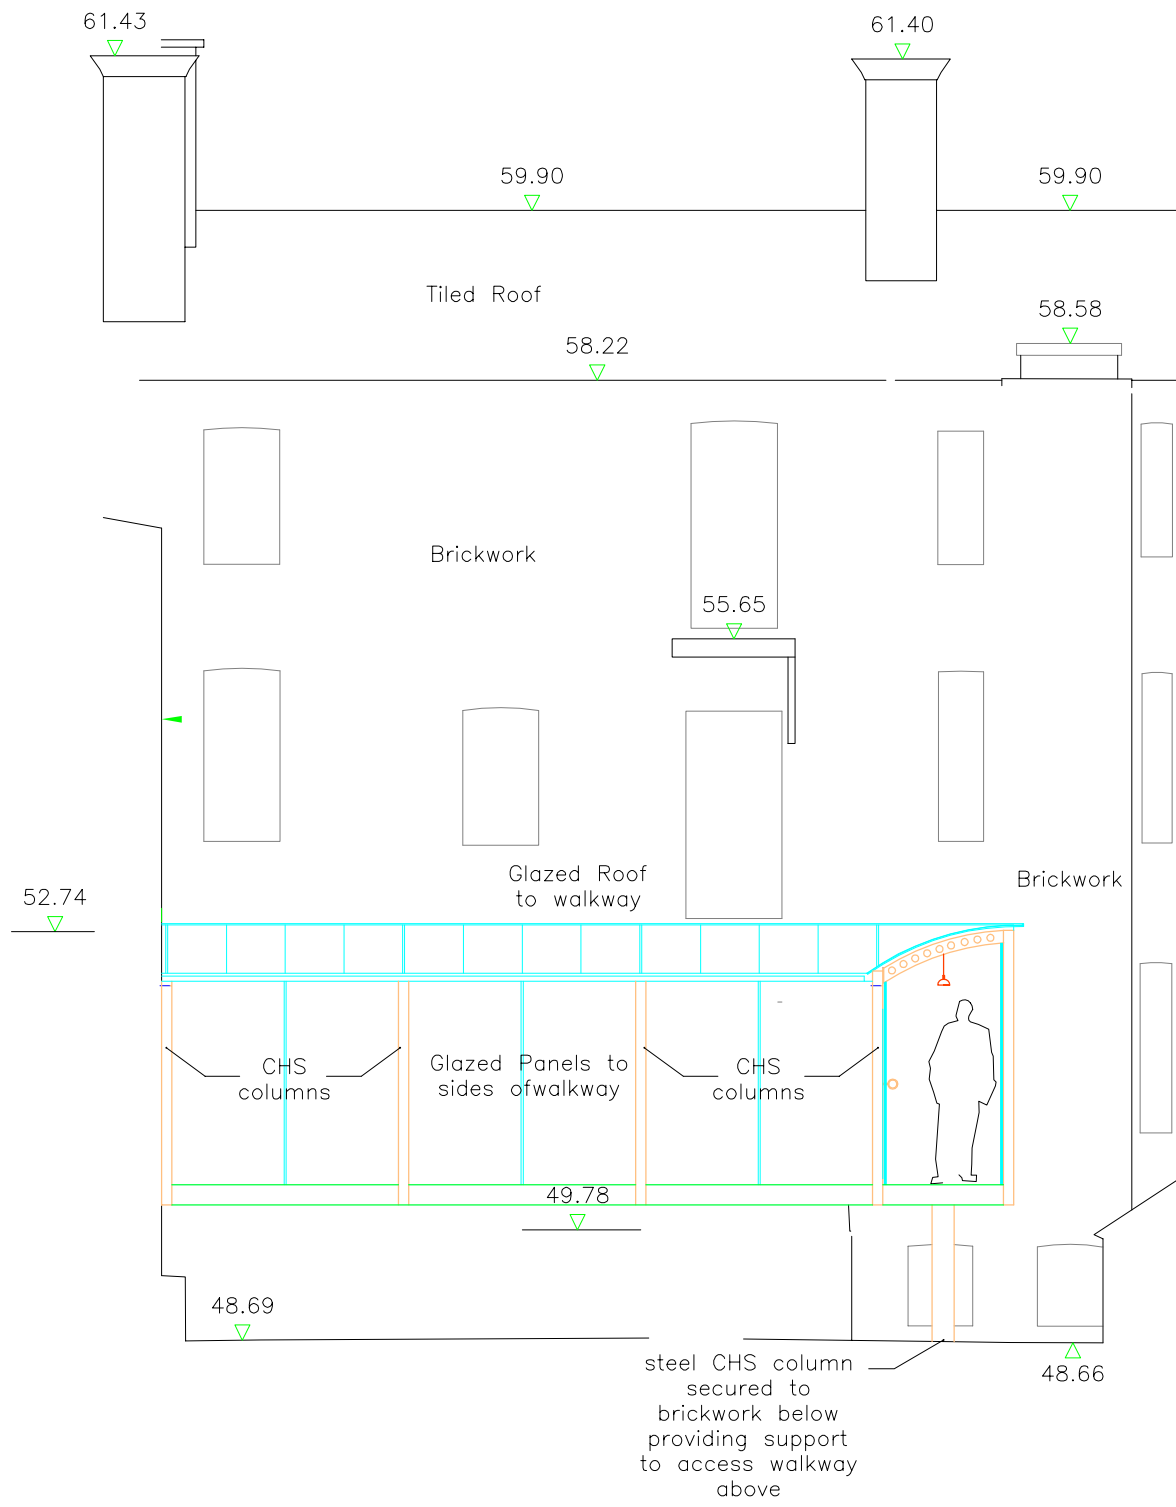 61.43
61.40
59.90
59.90
Tiled Roof
58.58
58.22
Brickwork
55.65
Glazed Roof
to walkway
Brickwork
52.74
CHS
columns
Glazed Panels to
sides ofwalkway
CHS
columns
49.78
48.69
steel CHS column
secured to
brickwork below
providing support
to access walkway
above
48.66